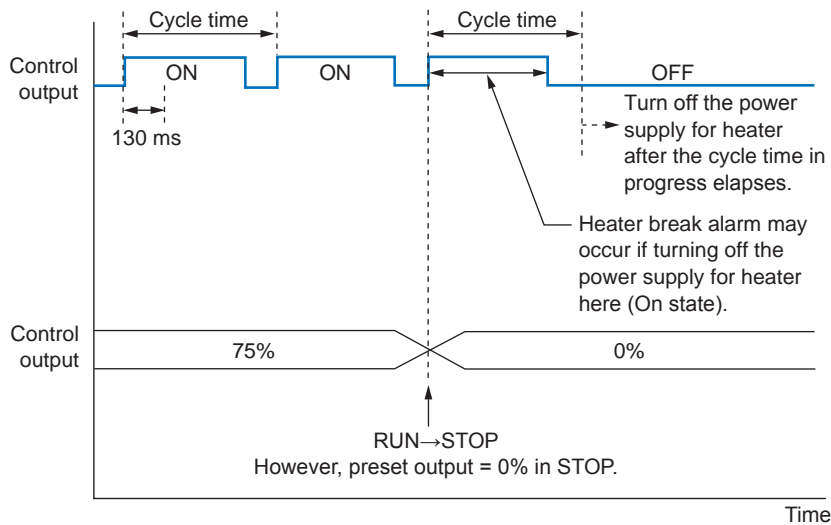 Cycle time
Cycle time
Control
output
ON
ON
OFF
130 ms
Turn off the power
supply for heater
after the cycle time in
progress elapses.
Heater break alarm may
occur if turning off the
power supply for heater
here (On state).
Control
output
75%
0%
RUN→STOP
However, preset output = 0% in STOP.
Time